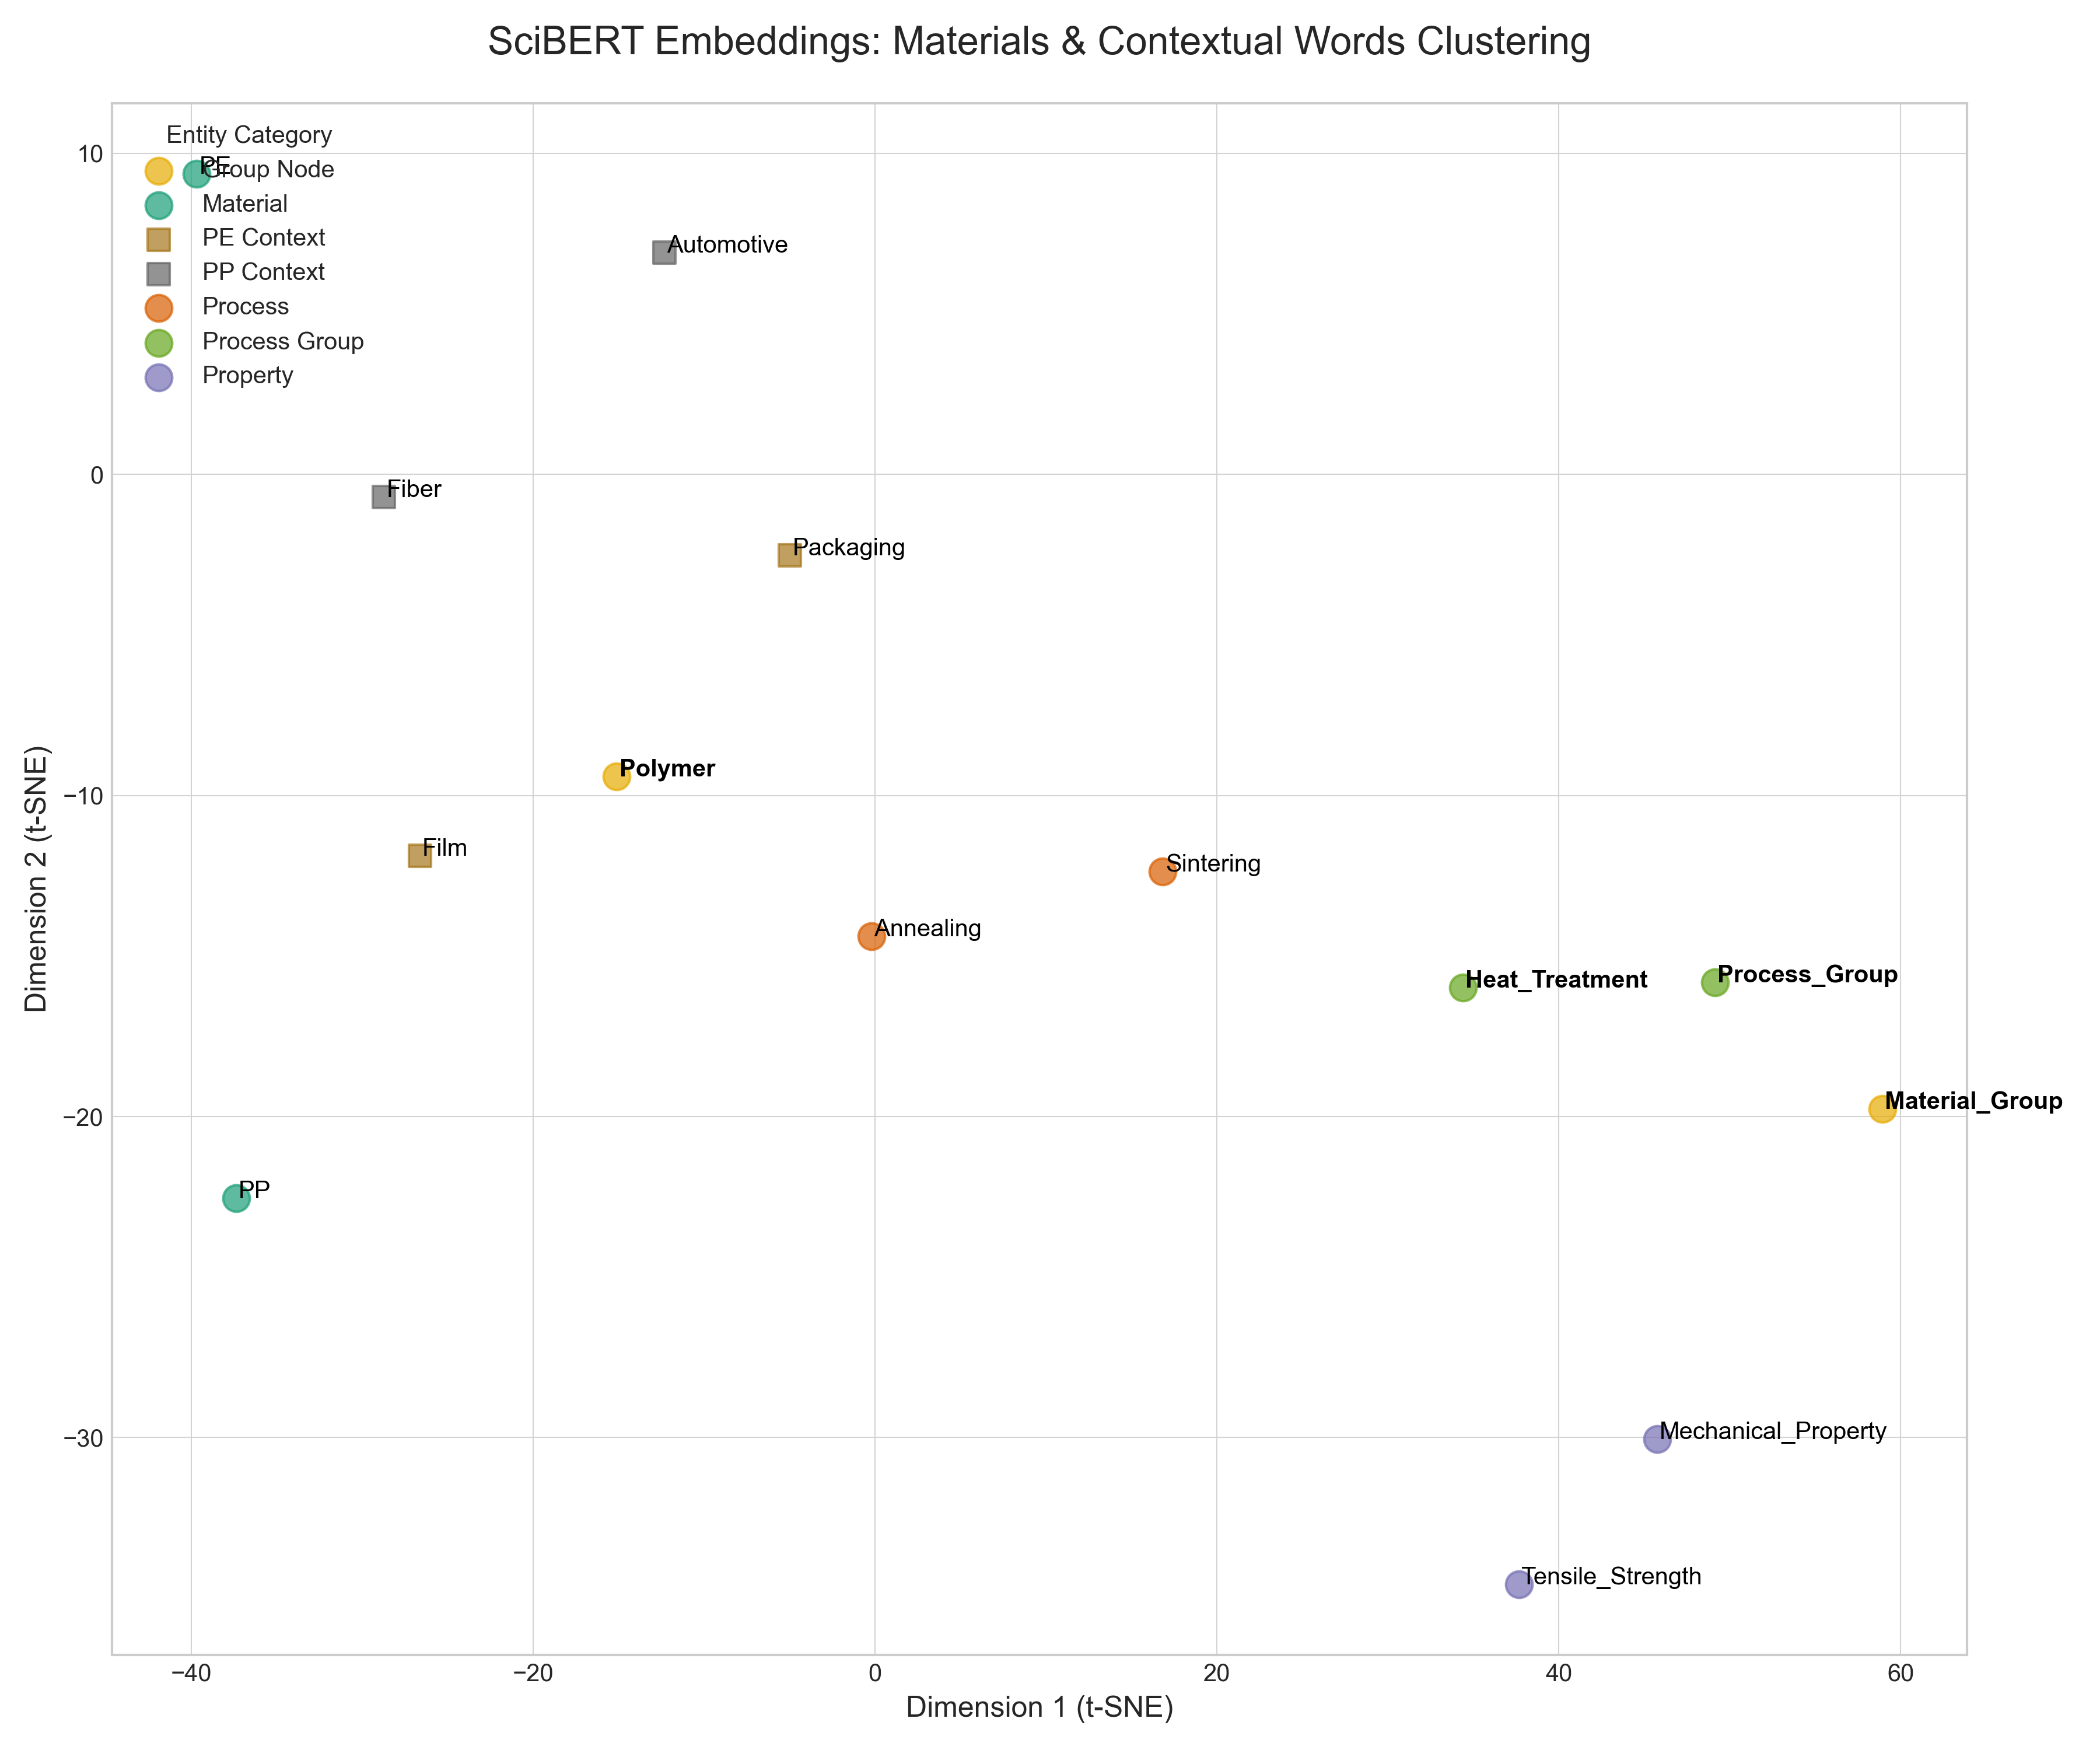 SciBERT Embeddings: Materials & Contextual Words Clustering
Entity Category
Group Node
Material
PE Context
PP Context
Process
Process Group
Property
PE
Automotive
Fiber
Packaging
Polymer
Film
Sintering
Annealing
Heat_Treatment
Process_Group
Material_Group
PP
Mechanical_Property
Tensile_Strength
10
0
−10
−20
−30
Dimension 2 (t-SNE)
−40
−20
0
20
40
60
Dimension 1 (t-SNE)